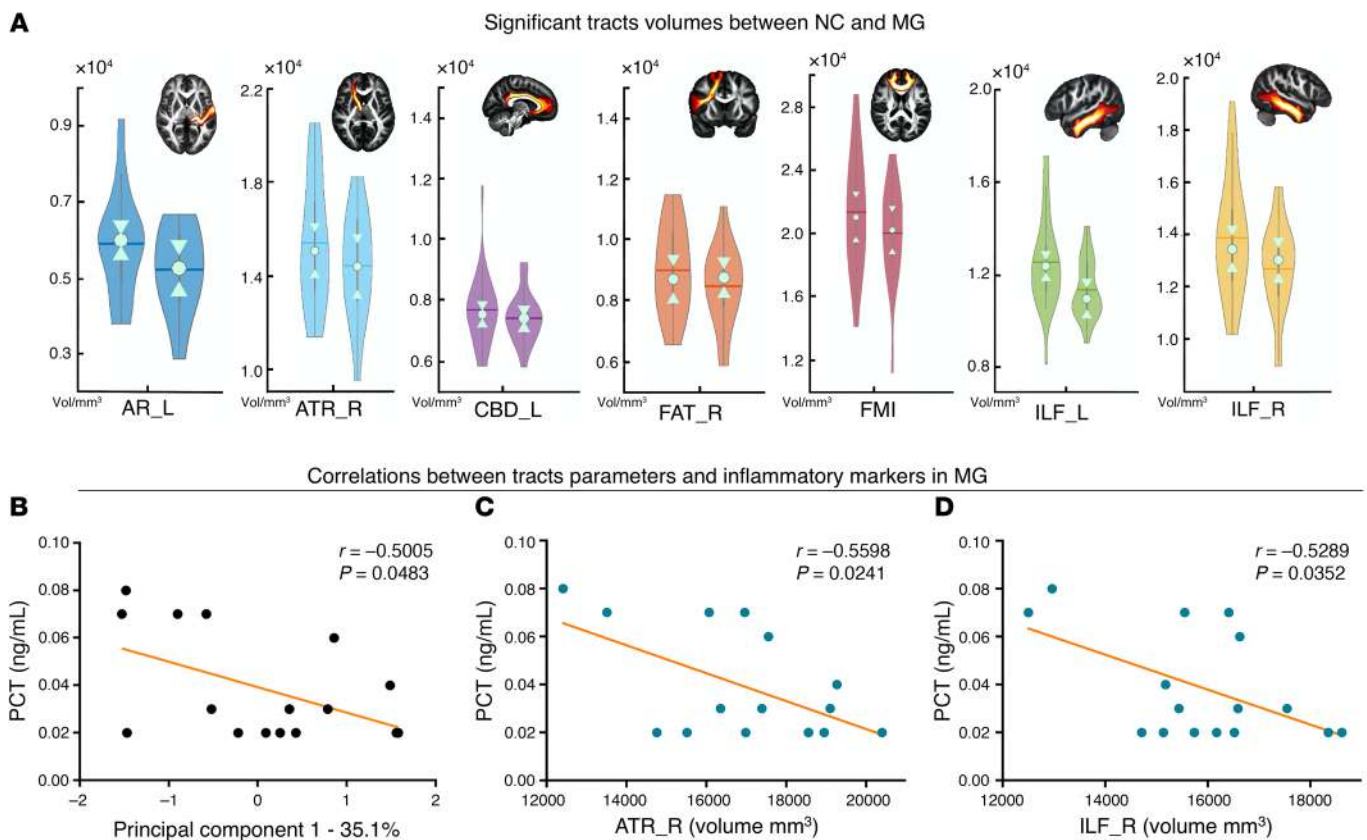 A
Significant tracts volumes between NC and MG
×10⁴
0.9
0.7
0.5
0.3
Vol/mm³
AR_L
×10⁴
2.2
1.8
1.4
1.0
Vol/mm³
ATR_R
×10⁴
1.4
1.2
1.0
0.8
0.6
Vol/mm³
CBD_L
×10⁴
1.4
1.2
1.0
0.8
0.6
Vol/mm³
FAT_R
×10⁴
2.8
2.4
2.0
1.6
1.2
Vol/mm³
FMI
×10⁴
2.0
1.6
1.2
0.8
Vol/mm³
ILF_L
×10⁴
2.0
1.8
1.6
1.4
1.2
1.0
Vol/mm³
ILF_R
Correlations between tracts parameters and inflammatory markers in MG
B
PCT (ng/mL)
0.10
0.08
0.06
0.04
0.02
0.00
r = −0.5005
P = 0.0483
−2
−1
0
1
2
Principal component 1 - 35.1%
C
PCT (ng/mL)
0.10
0.08
0.06
0.04
0.02
0.00
r = −0.5598
P = 0.0241
12000
14000
16000
18000
20000
ATR_R (volume mm³)
D
PCT (ng/mL)
0.10
0.08
0.06
0.04
0.02
0.00
r = −0.5289
P = 0.0352
12000
14000
16000
18000
ILF_R (volume mm³)